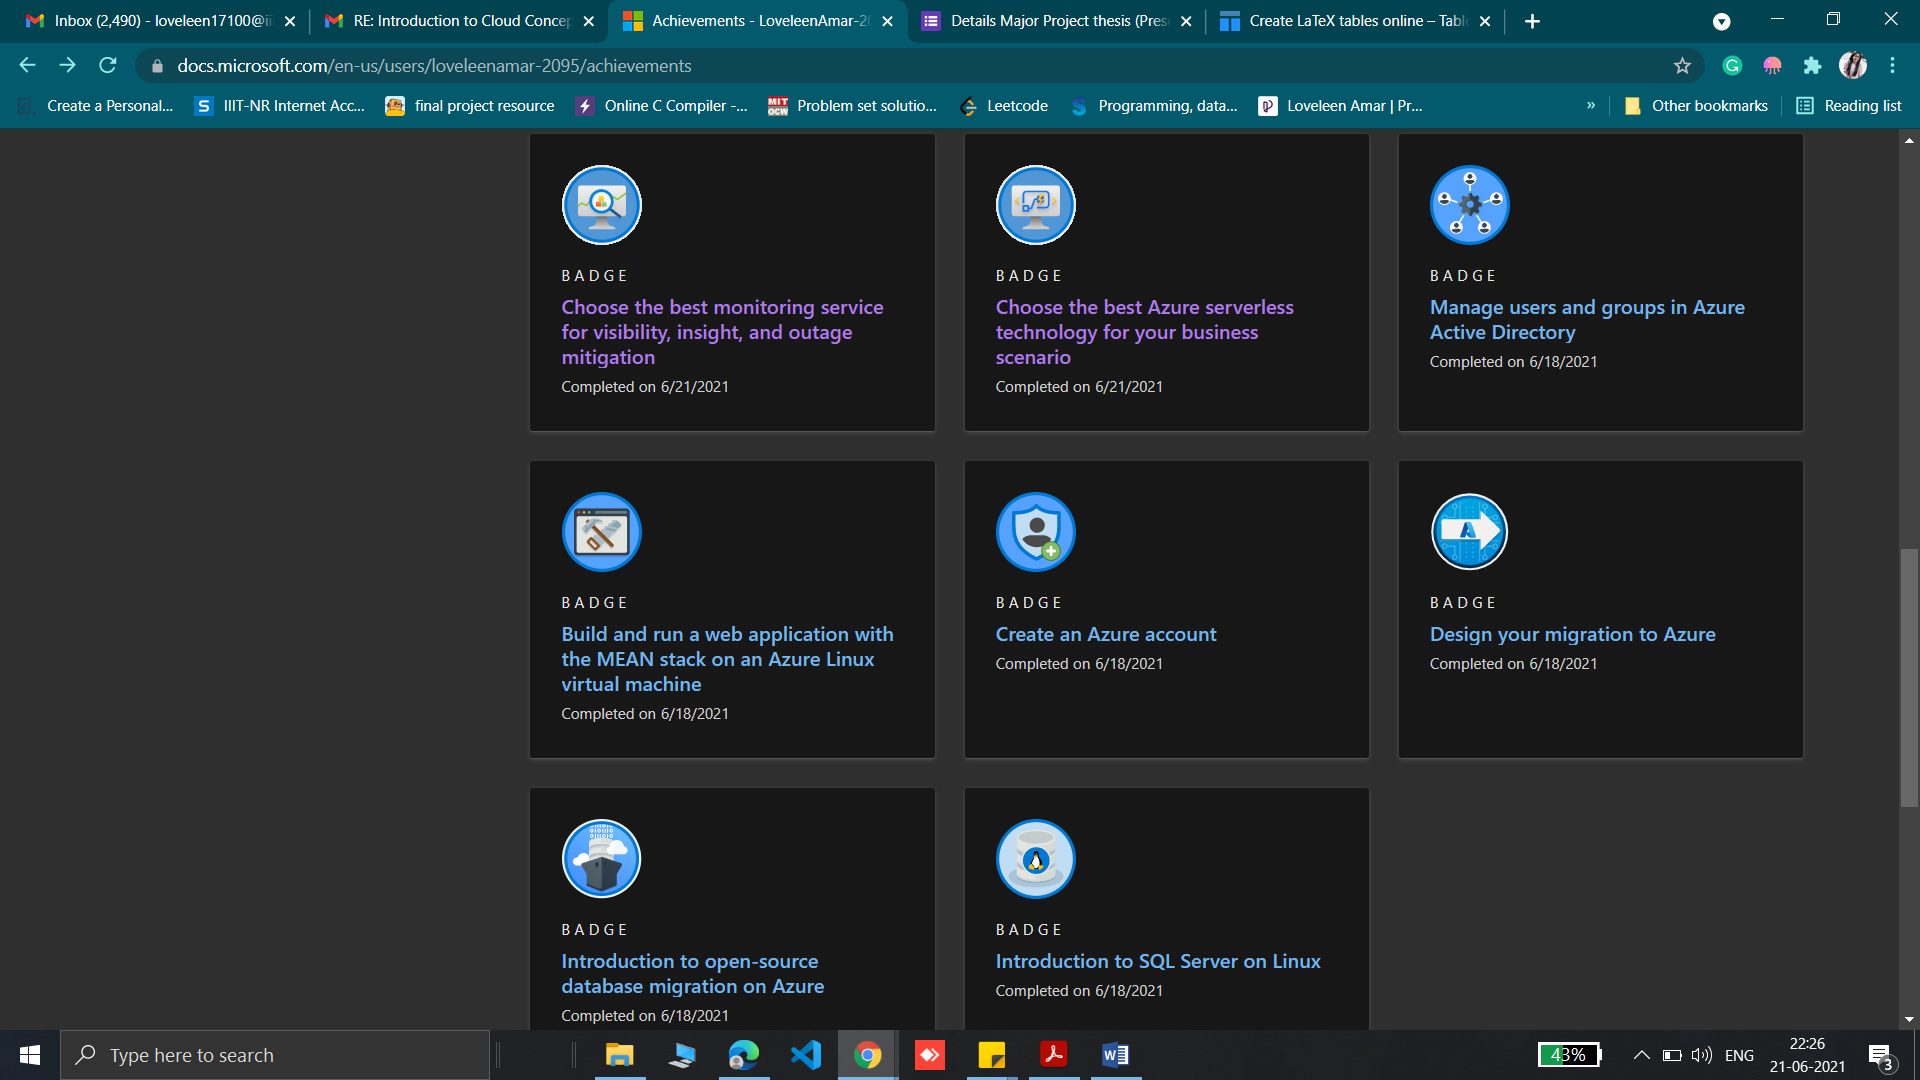 Inbox (2,490) - loveleen17100@ii
RE: Introduction to Cloud Concep
Achievements - LoveleenAmar-20
Details Major Project thesis (Pres
Create LaTeX tables online – Table
docs.microsoft.com/en-us/users/loveleenamar-2095/achievements
Create a Personal...
S
IIIT-NR Internet Acc...
final project resource
Online C Compiler -...
MIT
OCW
Problem set solutio...
Leetcode
Programming, data...
Loveleen Amar | Pr...
»
Other bookmarks
Reading list
BADGE
Choose the best monitoring service
for visibility, insight, and outage
mitigation
Completed on 6/21/2021
BADGE
Choose the best Azure serverless
technology for your business
scenario
Completed on 6/21/2021
BADGE
Manage users and groups in Azure
Active Directory
Completed on 6/18/2021
BADGE
Build and run a web application with
the MEAN stack on an Azure Linux
virtual machine
Completed on 6/18/2021
BADGE
Create an Azure account
Completed on 6/18/2021
BADGE
Design your migration to Azure
Completed on 6/18/2021
BADGE
Introduction to open-source
database migration on Azure
Completed on 6/18/2021
BADGE
Introduction to SQL Server on Linux
Completed on 6/18/2021
Type here to search
43%
ENG
22:26
21-06-2021
3